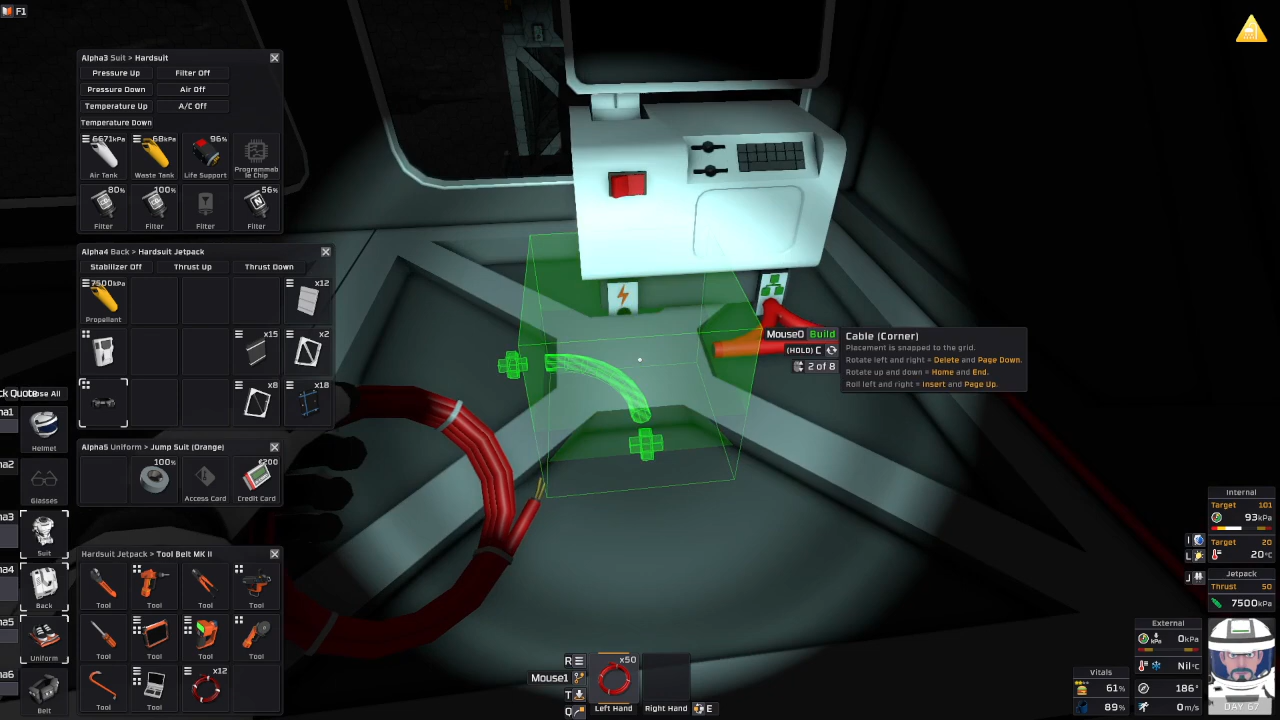 F1
Alpha3 Suit > Hardsuit
Pressure Up
Filter Off
Pressure Down
Air Off
Temperature Up
A/C Off
Temperature Down
6671kPa
68kPa
96%
Air Tank
Waste Tank
Life Support
Programmab
le Chip
80%
100%
56%
N
Filter
Filter
Filter
Filter
Alpha4 Back > Hardsuit Jetpack
Stabilizer Off
Thrust Up
Thrust Down
7500kPa
x12
Propellant
x15
x2
x8
x18
Alpha5 Uniform > Jump Suit (Orange)
100%
€200
Access Card
Credit Card
Hardsuit Jetpack > Tool Belt MK II
Tool
Tool
Tool
Tool
Tool
Tool
Tool
Tool
x12
Tool
Tool
Helmet
Glasses
Suit
Back
Uniform
Belt
Mouse0 Build
(HOLD) C
2 of 8
Cable (Corner)
Placement is snapped to the grid.
Rotate left and right = Delete and Page Down.
Rotate up and down = Home and End.
Roll left and right = Insert and Page Up.
R
Mouse1
T
Q
x50
Left Hand
Right Hand
E
Internal
Target 101
93kPa
Target 20
20°C
I
L
J
Jetpack
Thrust 50
7500kPa
External
kPa
0kPa
Nil°C
186°
0m/s
Vitals
61%
89%
DAY 67